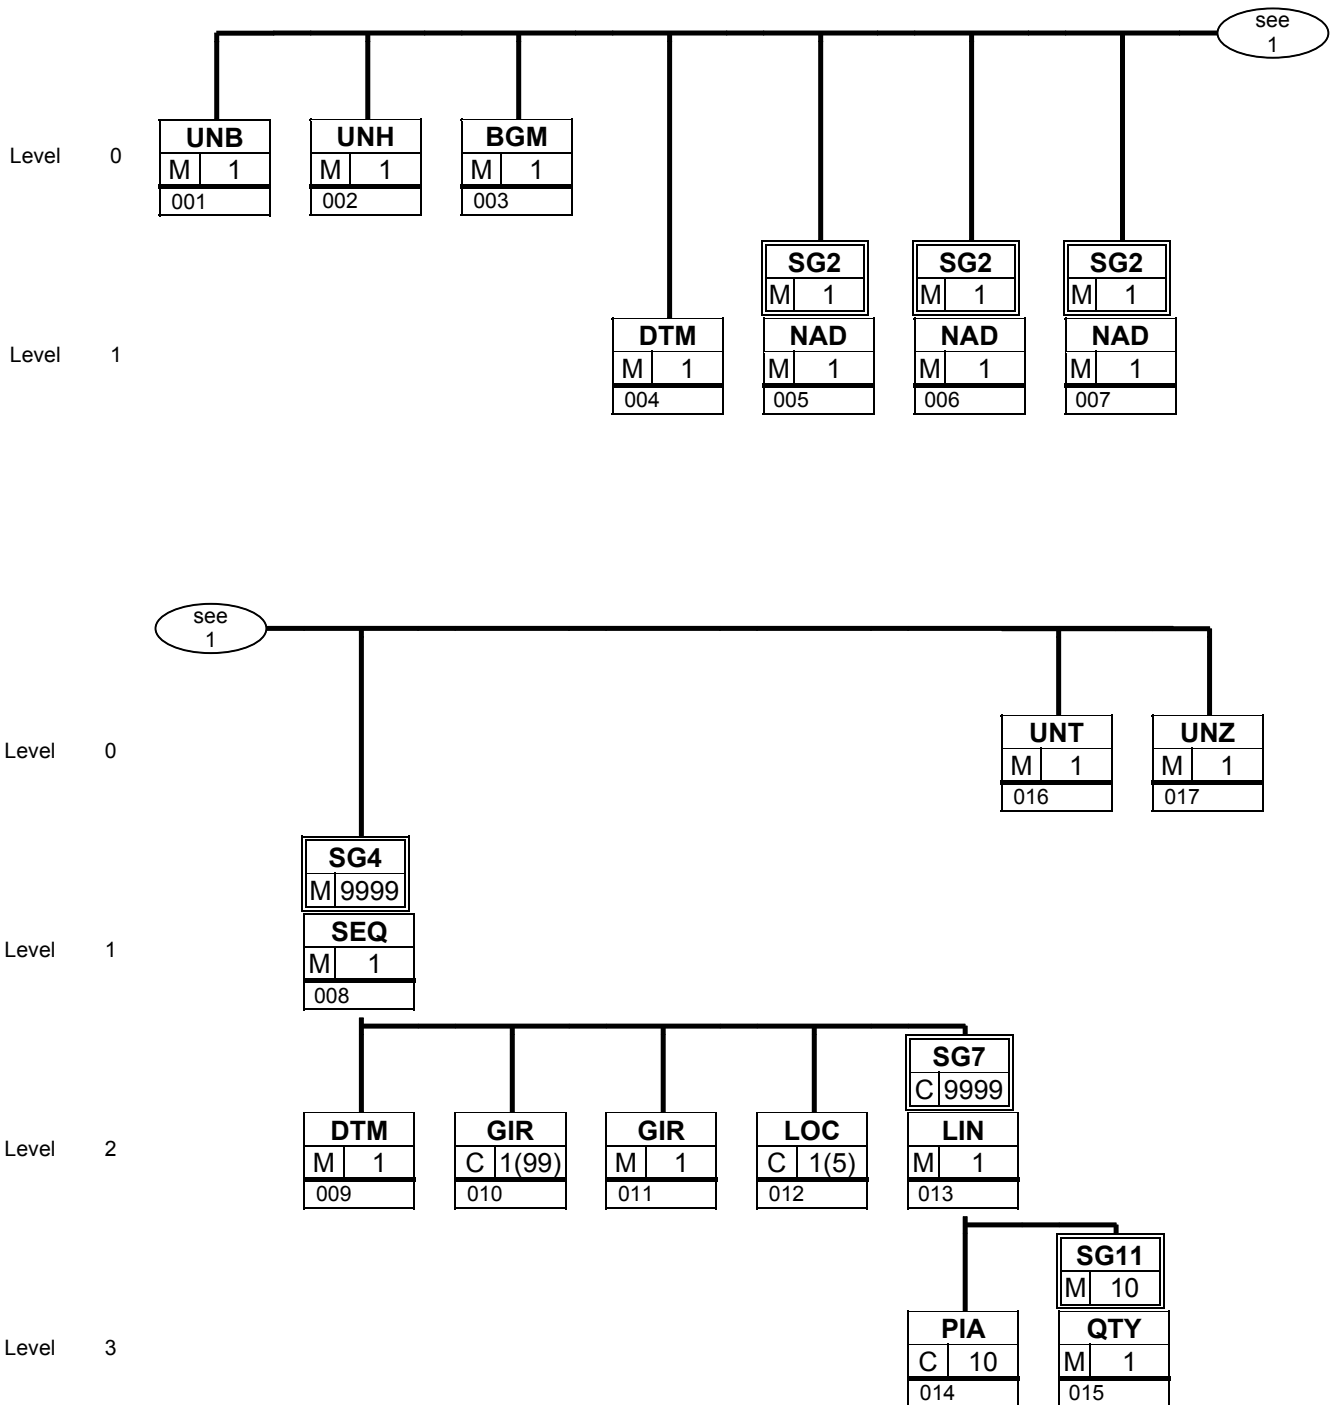 see
1
Level 0
UNB UNH BGM
M 1 M 1 M 1
001 002 003
SG2 SG2 SG2
M 1 M 1 M 1
Level 1
DTM NAD NAD NAD
M 1 M 1 M 1 M 1
004 005 006 007
see
1
Level 0
UNT UNZ
M 1 M 1
016 017
SG4
M 9999
Level 1
SEQ
M 1
008
SG7
C 9999
Level 2
DTM GIR GIR LOC LIN
M 1 C 1(99) M 1 C 1(5) M 1
009 010 011 012 013
SG11
M 10
Level 3
PIA QTY
C 10 M 1
014 015